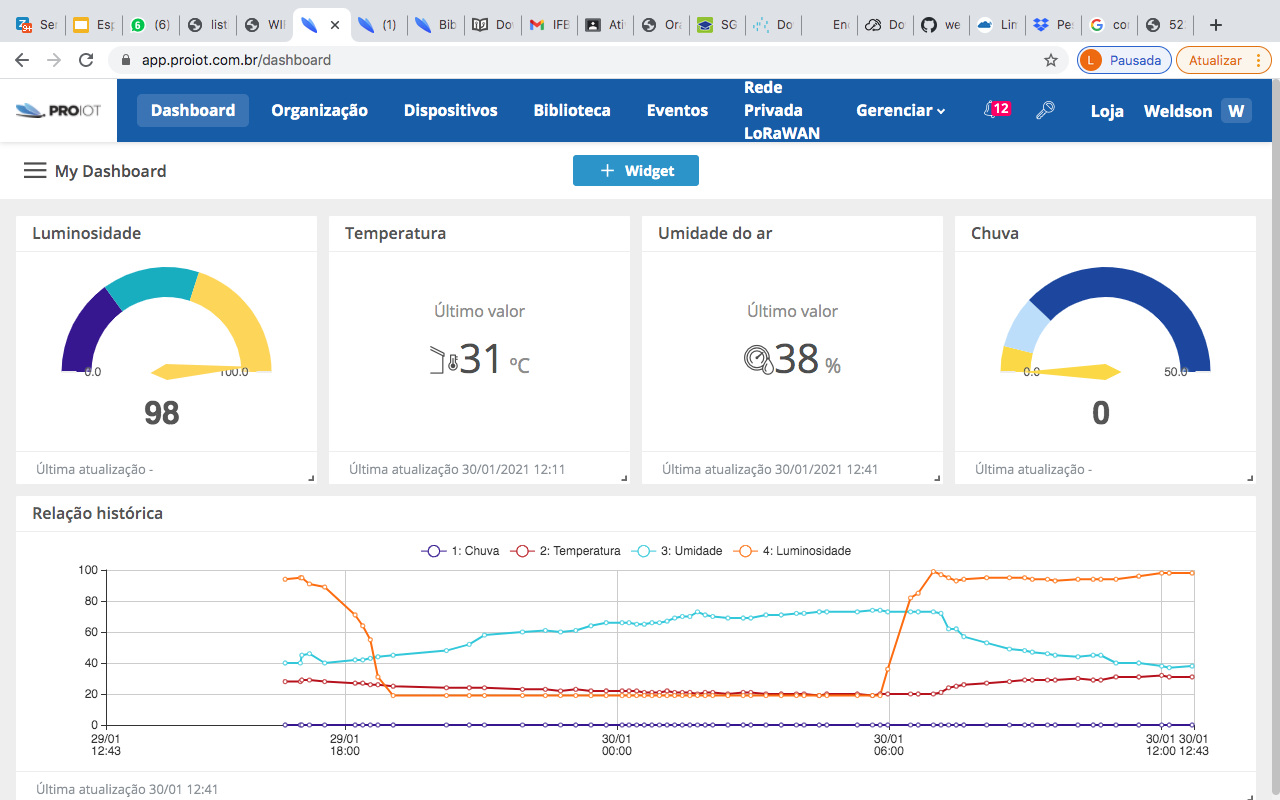 Se
Esp
6 (6)
list
WII
(1)
Bib
Do
IFB
Ati
Ora
SG
Do
Enc
Do
we
Lim
Pe
co
52
app.proiot.com.br/dashboard
L Pausada
Atualizar
PROIOT
Dashboard
Organização
Dispositivos
Biblioteca
Eventos
Rede
Privada
LoRaWAN
Gerenciar
12
Loja
Weldson W
My Dashboard
+ Widget
Luminosidade
0.0 100.0
98
Última atualização -
Temperatura
Último valor
31 ºC
Última atualização 30/01/2021 12:11
Umidade do ar
Último valor
38 %
Última atualização 30/01/2021 12:41
Chuva
0.0 50.0
0
Última atualização -
Relação histórica
1: Chuva 2: Temperatura 3: Umidade 4: Luminosidade
100
80
60
40
20
0
29/01 29/01 30/01 30/01 30/01 30/01
12:43 18:00 00:00 06:00 12:00 12:43
Última atualização 30/01 12:41